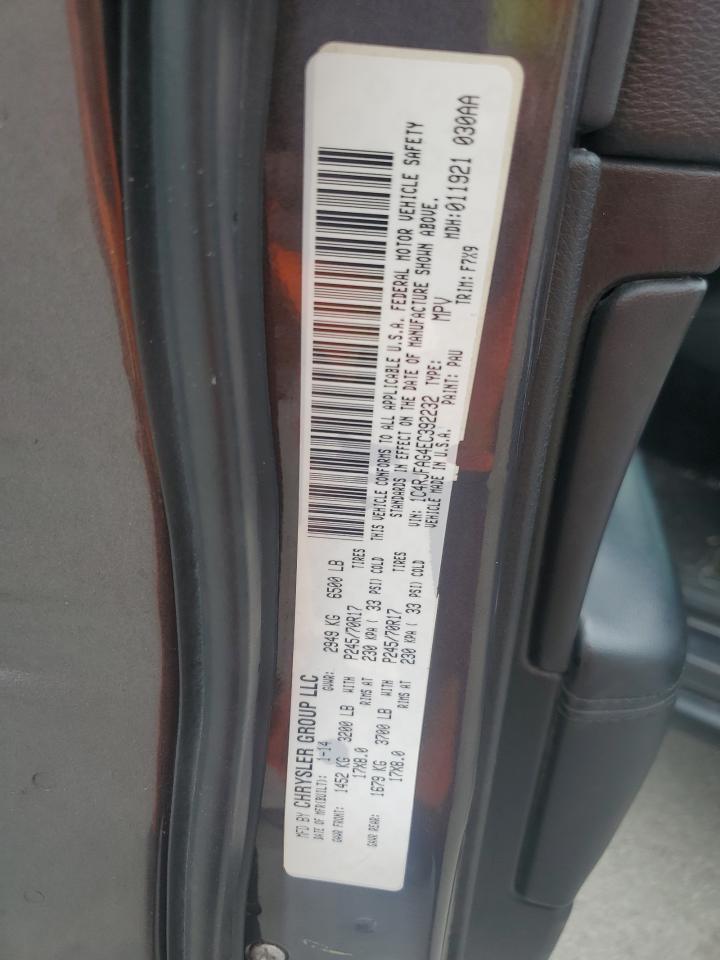 MFD BY CHRYSLER GROUP LLC
DATE OF MFR(BUILT): 1-14 GVWR: 2949 KG 6500 LB
GAWR FRONT: 1452 KG 3200 LB WITH P245/70R17 TIRES
17X8.0 RIMS AT 230 KPA ( 33 PSI) COLD
GAWR REAR: 1679 KG 3700 LB WITH P245/70R17 TIRES
17X8.0 RIMS AT 230 KPA ( 33 PSI) COLD
THIS VEHICLE CONFORMS TO ALL APPLICABLE U.S.A. FEDERAL MOTOR VEHICLE SAFETY
STANDARDS IN EFFECT ON THE DATE OF MANUFACTURE SHOWN ABOVE.
VIN: 1C4RJFAG4EC392232 TYPE: MPV MDH:011921 030AA
VEHICLE MADE IN U.S.A. PAINT: PAU TRIM: F7X9